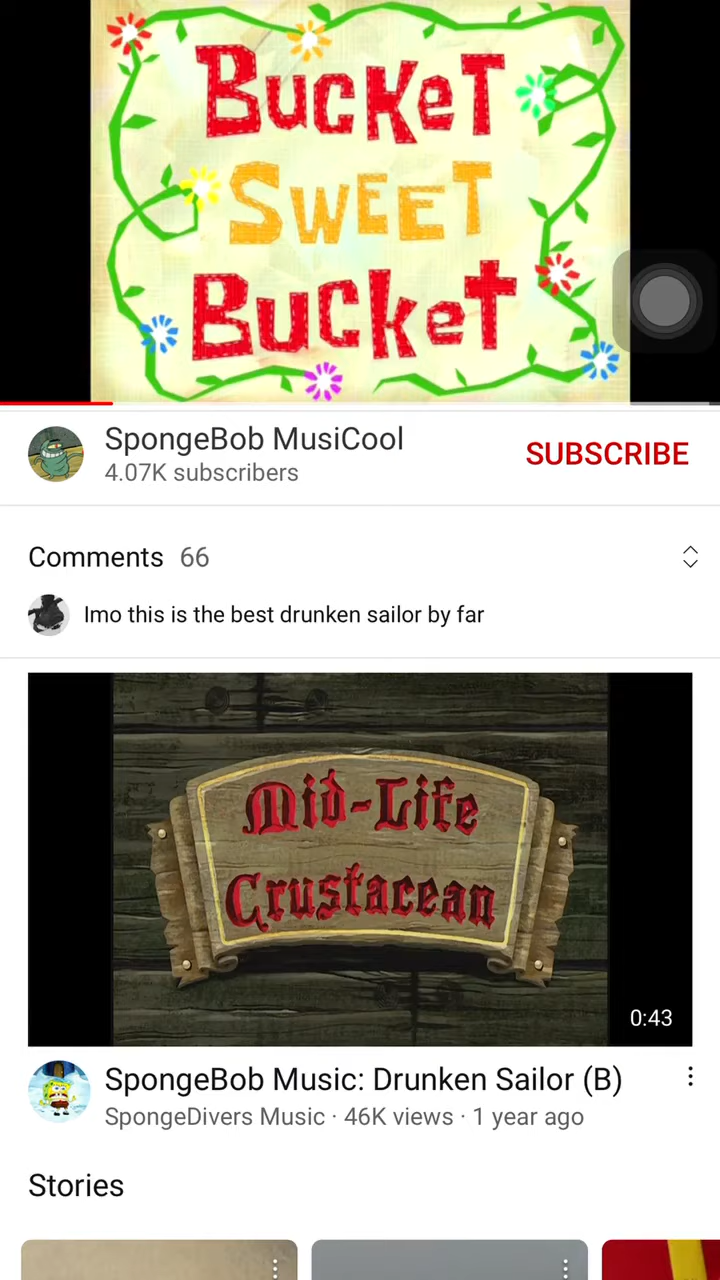 Bucket
Sweet
Bucket
SpongeBob MusiCool
4.07K subscribers
SUBSCRIBE
Comments 66
Imo this is the best drunken sailor by far
Mid-Life
Crustacean
0:43
SpongeBob Music: Drunken Sailor (B)
SpongeDivers Music · 46K views · 1 year ago
Stories